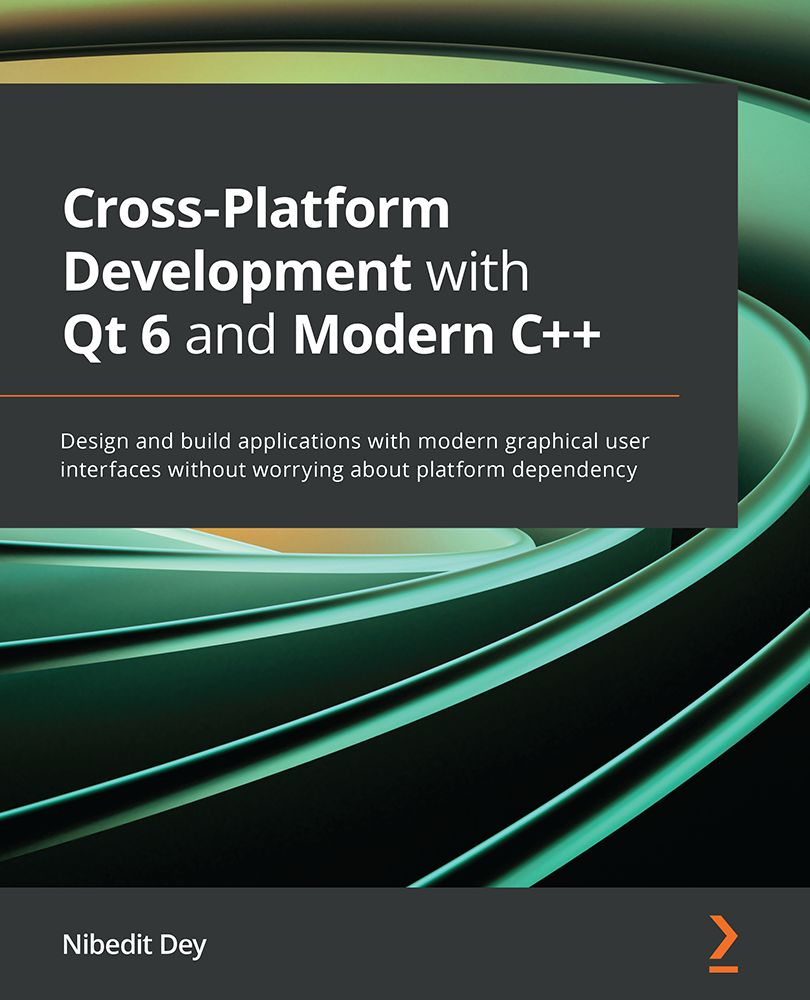 Cross-Platform
Development with
Qt 6 and Modern C++
Design and build applications with modern graphical user
interfaces without worrying about platform dependency
Nibedit Dey